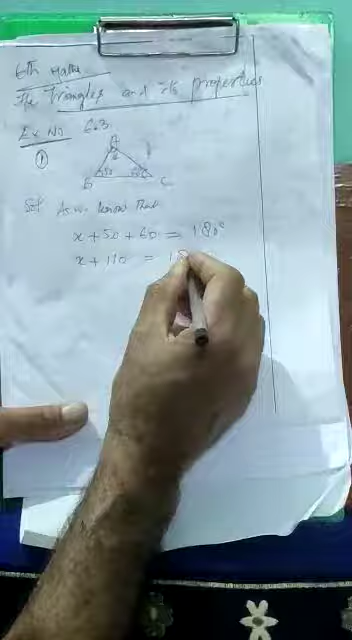 6th Maths
The Triangles and its properties
Ex No 6.3
①
A
x
50 60
B C
Sol As we know that
x + 50 + 60 = 180°
x + 110 = 18